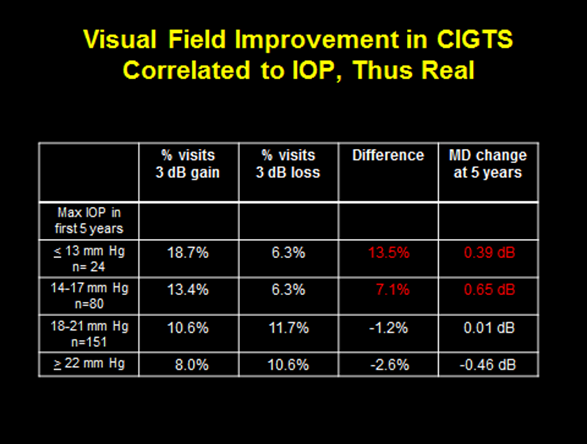 Visual Field Improvement in CIGTS
Correlated to IOP, Thus Real
% visits 3 dB gain % visits 3 dB loss Difference MD change at 5 years
Max IOP in first 5 years
≤ 13 mm Hg n= 24 18.7% 6.3% 13.5% 0.39 dB
14-17 mm Hg n=80 13.4% 6.3% 7.1% 0.65 dB
18-21 mm Hg n=151 10.6% 11.7% -1.2% 0.01 dB
≥ 22 mm Hg 8.0% 10.6% -2.6% -0.46 dB